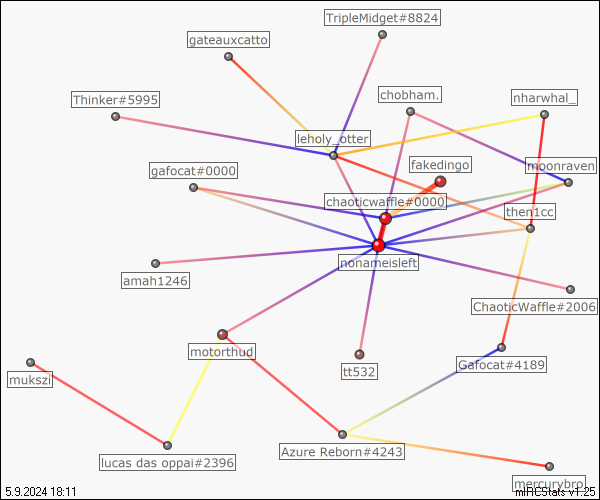 TripleMidget#8824
gateauxcatto
Thinker#5995
chobham.
nharwhal_
leholy_otter
gafocat#0000
fakedingo
moonraven
chaoticwaffle#0000
then1cc
nonameisleft
amah1246
ChaoticWaffle#2006
motorthud
tt532
Gafocat#4189
mukszi
lucas das oppai#2396
Azure Reborn#4243
mercurybro
5.9.2024 18:11
mIRCStats v1.25